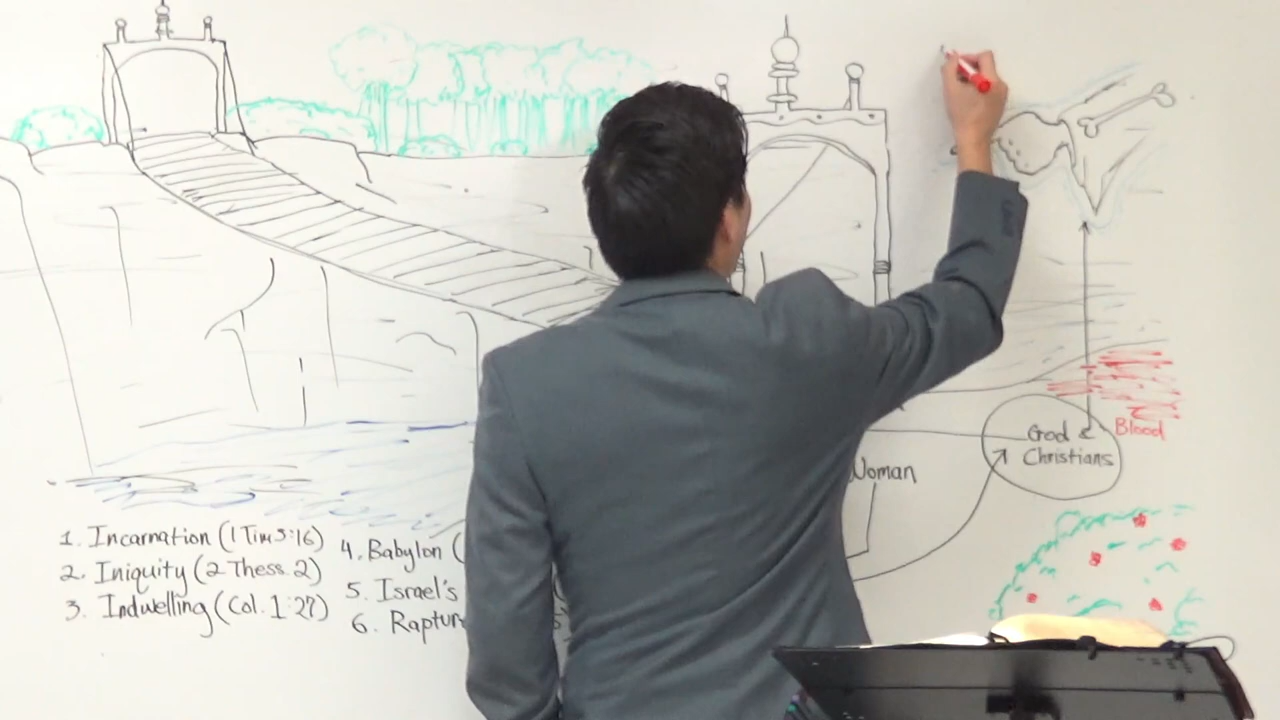 1. Incarnation (1 Tim 3:16)
2. Iniquity (2 Thess. 2)
3. Indwelling (Col. 1:27)
4. Babylon (
5. Israel's
6.
Woman
God &
Christians
Blood